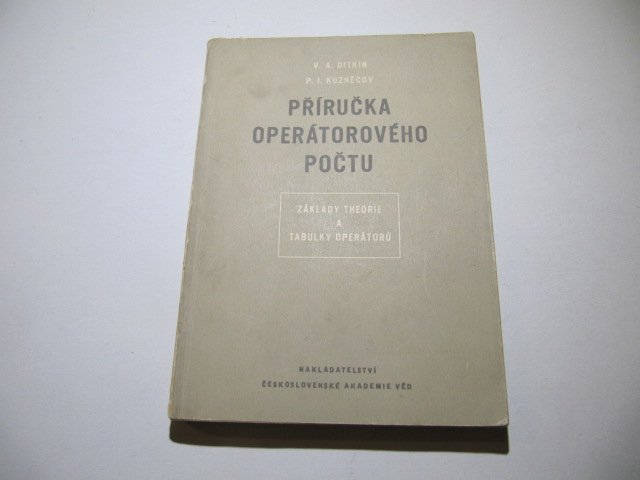 V. A. DITKIN
P. I. KUZNĚCOV
PŘÍRUČKA
OPERÁTOROVÉHO
POČTU
ZÁKLADY THEORIE
A
TABULKY OPERÁTORŮ
NAKLADATELSTVÍ
ČESKOSLOVENSKÉ AKADEMIE VĚD